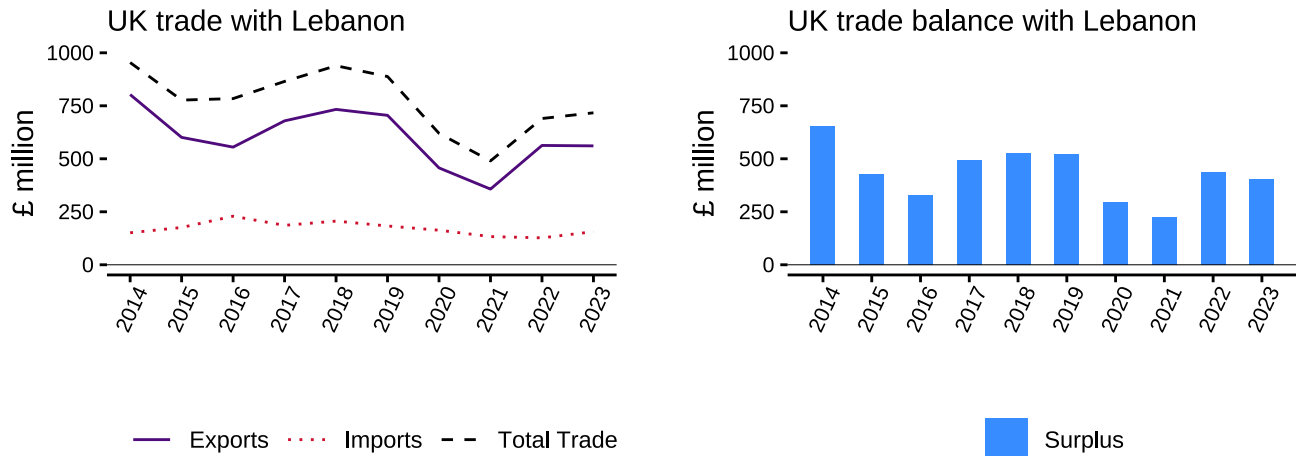 UK trade with Lebanon
£ million
1000
750
500
250
0
2014 2015 2016 2017 2018 2019 2020 2021 2022 2023
Exports Imports Total Trade
UK trade balance with Lebanon
£ million
1000
750
500
250
0
2014 2015 2016 2017 2018 2019 2020 2021 2022 2023
Surplus